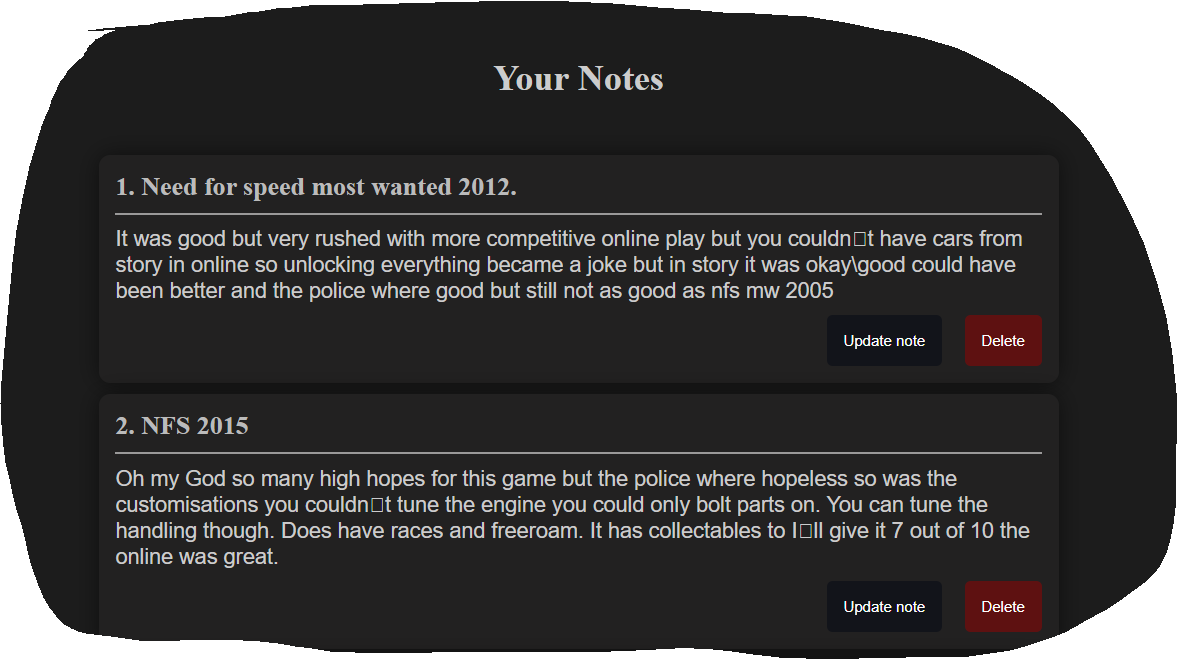 Your Notes
1. Need for speed most wanted 2012.
It was good but very rushed with more competitive online play but you couldn□t have cars from
story in online so unlocking everything became a joke but in story it was okay\good could have
been better and the police where good but still not as good as nfs mw 2005
Update note Delete
2. NFS 2015
Oh my God so many high hopes for this game but the police where hopeless so was the
customisations you couldn□t tune the engine you could only bolt parts on. You can tune the
handling though. Does have races and freeroam. It has collectables to I□ll give it 7 out of 10 the
online was great.
Update note Delete